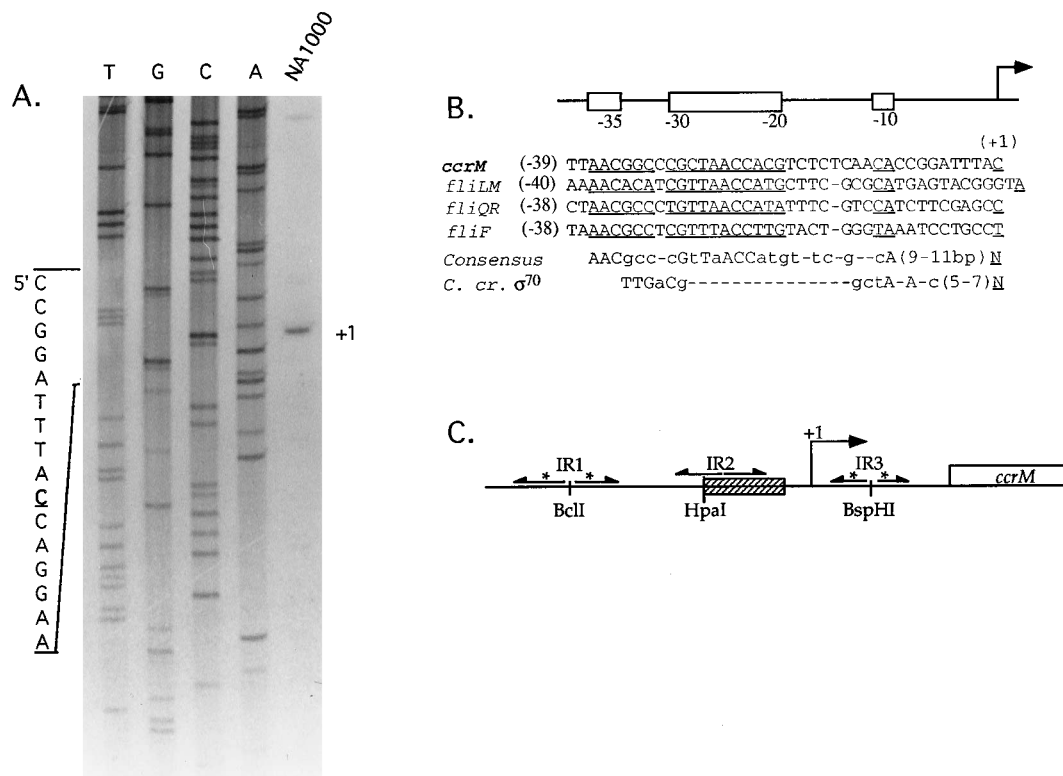 A.
T G C A NA1000
5' C
C
G
G
A
T
T
T
A
C
C
A
G
G
A
A
+1
B.
-35 -30 -20 -10
(+1)
ccrM (-39) TTAACGGCCCGCTAACCACGTCTCTCAACACCGGATTTAC
fliLM (-40) AAAACACATCGTTAACCATGCTTC-GCGCATGAGTACGGGTA
fliQR (-38) CTAACGCCCTGTTAACCATATTTC-GTCCATCTTCGAGCC
fliF (-38) TAAACGCCTCGTTTACCTTGTACT-GGGTAAATCCTGCCT
Consensus AACgcc-cGtTaACCatgt-tc-g--cA(9-11bp)N
C. cr. σ70 TTGaCg----------------gctA-A-c(5-7)N
C.
+1
IR1 IR2 IR3
* * * *
ccrM
BclI HpaI BspHI